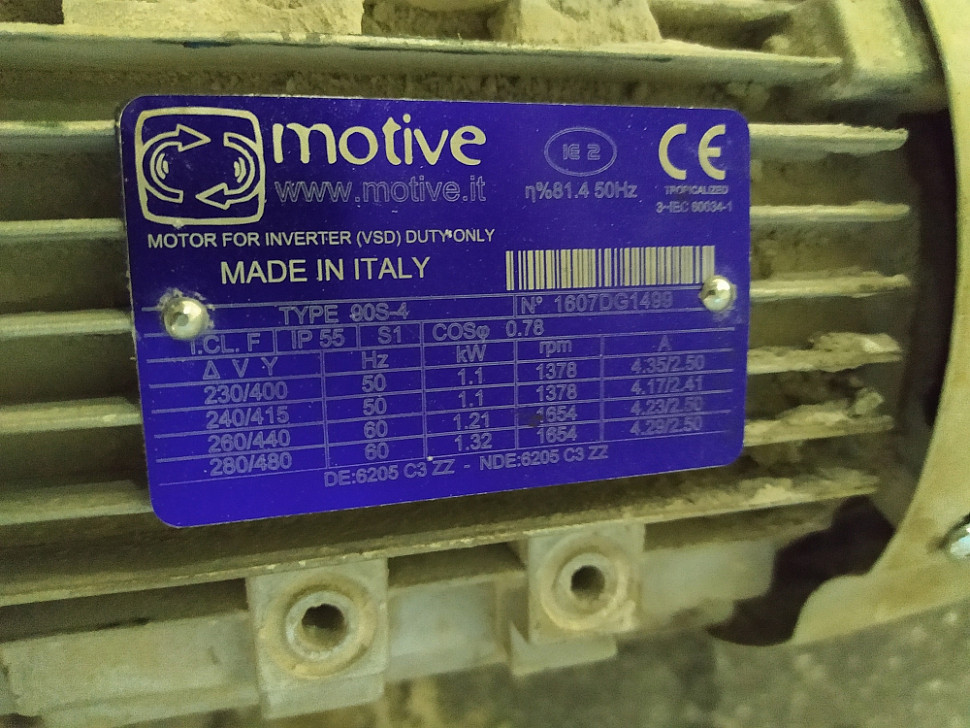 motive
www.motive.it
IE 2
η%81.4 50Hz
CE
TROPICALIZED
3~IEC 60034-1
MOTOR FOR INVERTER (VSD) DUTY ONLY
MADE IN ITALY
TYPE 90S-4 N° 1607DG1499
I.CL. F IP 55 S1 COSφ 0.78
Δ V Y Hz kW rpm A
230/400 50 1.1 1378 4.35/2.50
240/415 50 1.1 1378 4.17/2.41
260/440 60 1.21 1654 4.23/2.50
280/480 60 1.32 1654 4.29/2.50
DE:6205 C3 ZZ - NDE:6205 C3 ZZ